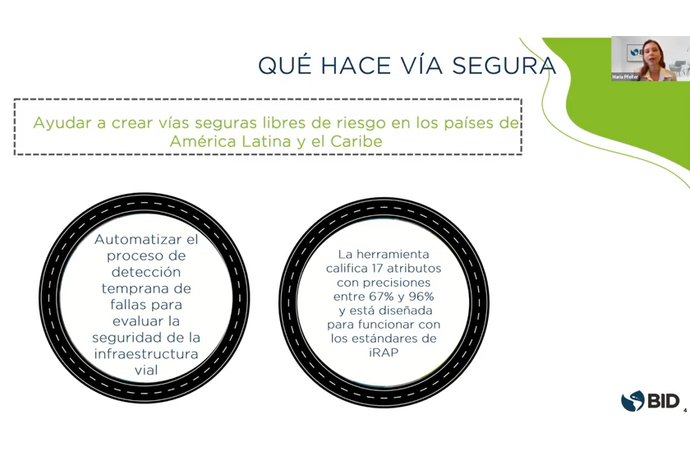 QUÉ HACE VÍA SEGURA
BID
María Pfeifer
Ayudar a crear vías seguras libres de riesgo en los países de
América Latina y el Caribe
Automatizar el
proceso de
detección
temprana de
fallas para
evaluar la
seguridad de la
infraestructura
vial
La herramienta
califica 17 atributos
con precisiones
entre 67% y 96%
y está diseñada
para funcionar con
los estándares de
iRAP
BID
4